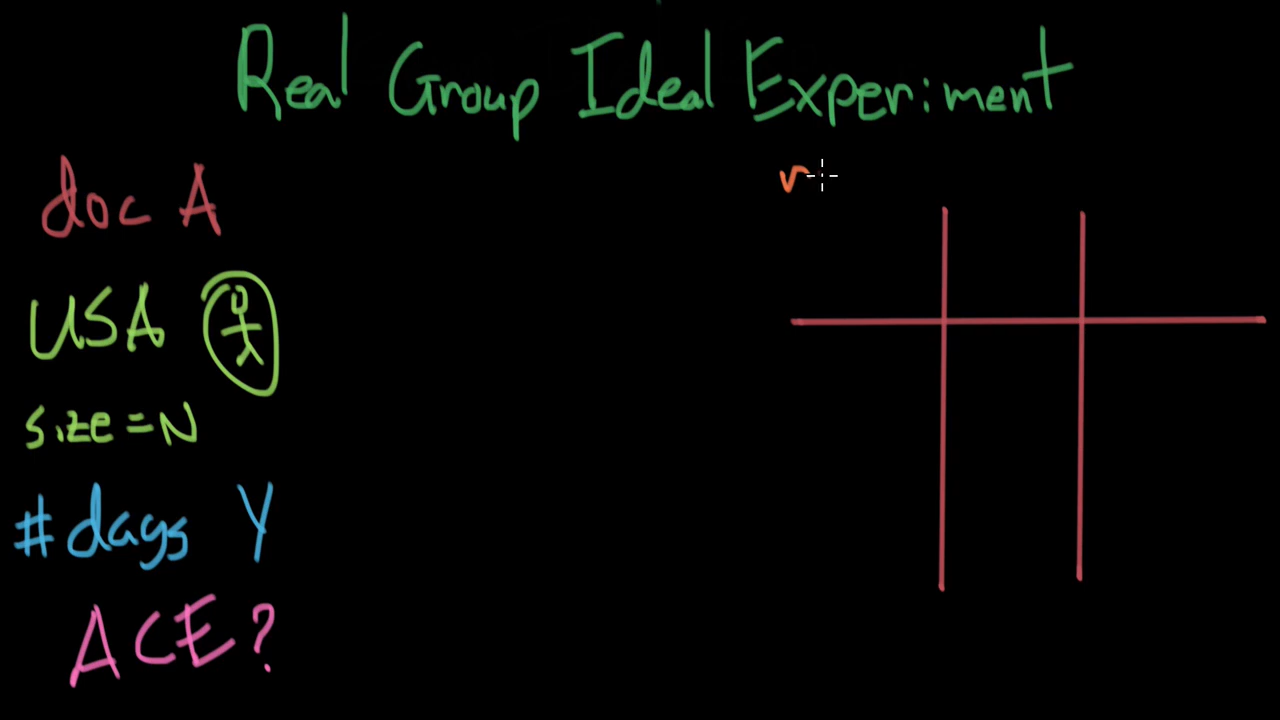 Real Group Ideal Experiment
doc A
USA
size = N
# days Y
ACE?